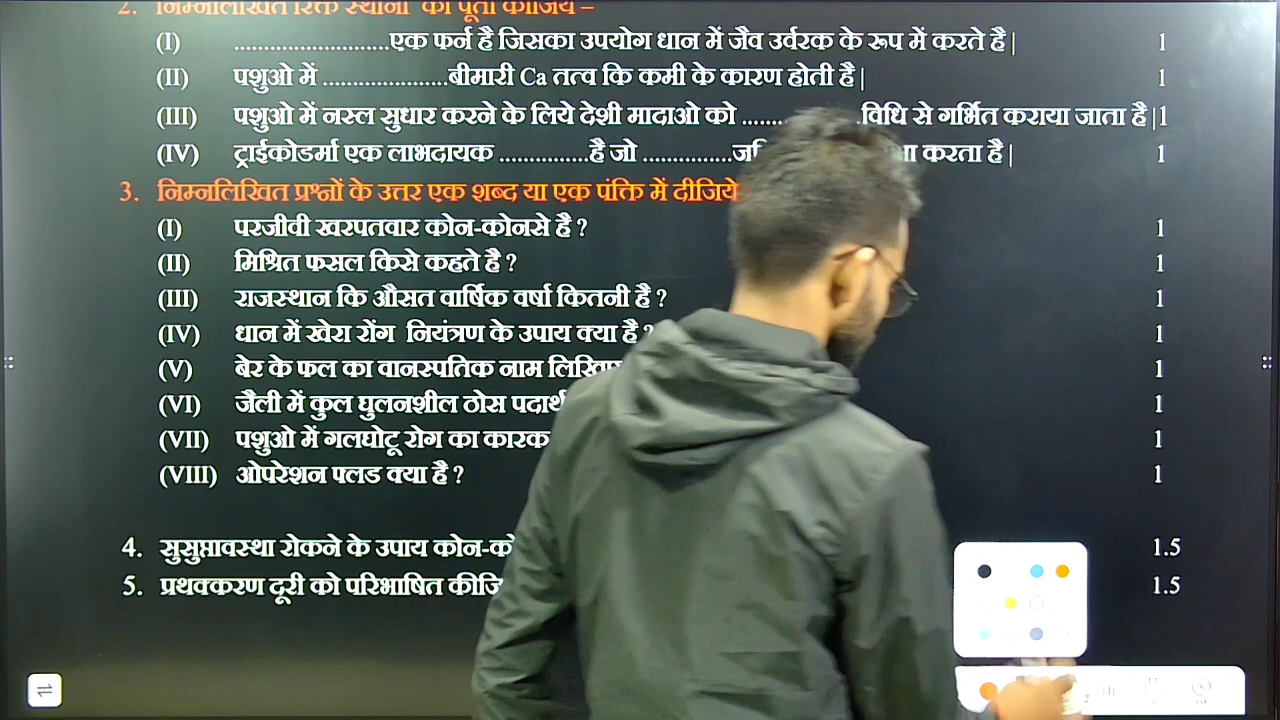 2. निम्नलिखित रिक्त स्थानो की पूर्ती कीजिये –
(I) ..........................एक फर्न है जिसका उपयोग धान में जैव उर्वरक के रूप में करते है | 1
(II) पशुओ में .....................बीमारी Ca तत्व कि कमी के कारण होती है | 1
(III) पशुओ में नस्ल सुधार करने के लिये देशी मादाओ को ....... .विधि से गर्भित कराया जाता है | 1
(IV) ट्राईकोडर्मा एक लाभदायक ...............है जो ............... करता है | 1
3. निम्नलिखित प्रश्नों के उत्तर एक शब्द या एक पंक्ति में दीजिये
(I) परजीवी खरपतवार कोन-कोनसे है ? 1
(II) मिश्रित फसल किसे कहते है ? 1
(III) राजस्थान कि औसत वार्षिक वर्षा कितनी है ? 1
(IV) धान में खेरा रोंग नियंत्रण के उपाय क्या है ? 1
(V) बेर के फल का वानस्पतिक नाम 1
(VI) जैली में कुल घुलनशील ठोस 1
(VII) पशुओ में गलघोटू रोग का कारक 1
(VIII) ओपरेशन पलड क्या है ? 1
4. सुसुप्तावस्था रोकने के उपाय 1.5
5. प्रथक्करण दूरी को परिभाषित 1.5